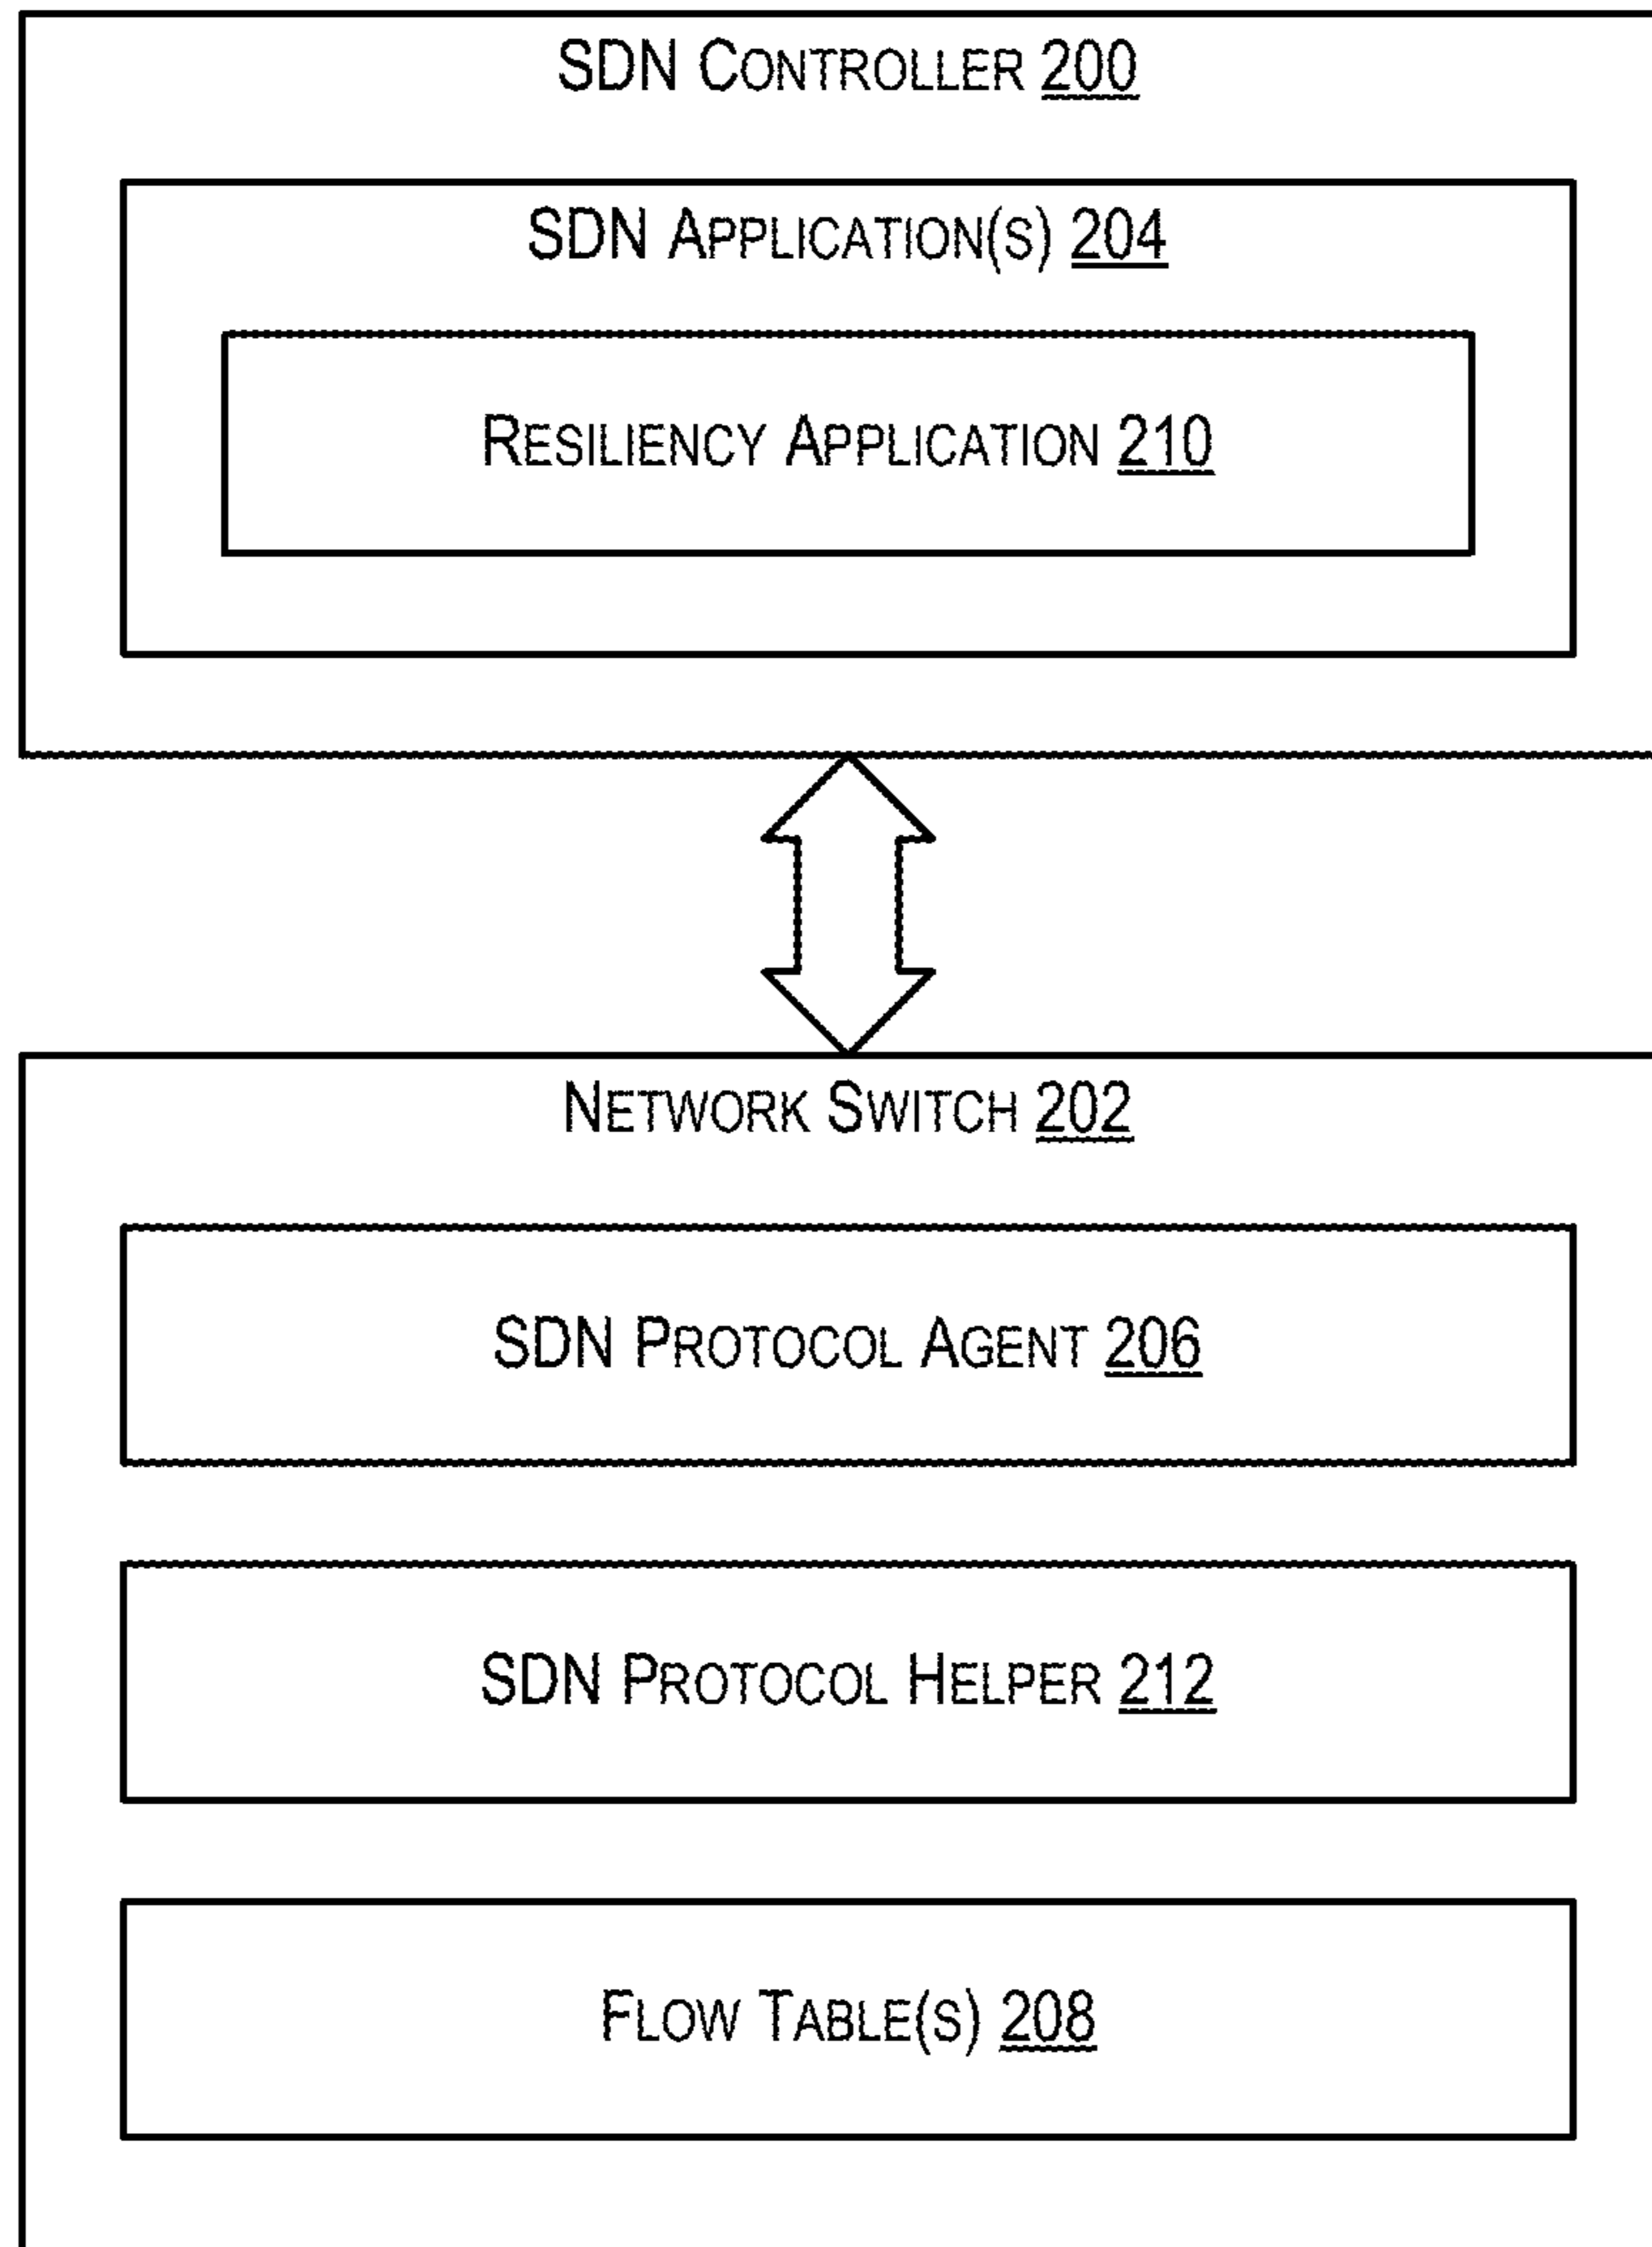 SDN CONTROLLER 200
SDN APPLICATION(S) 204
RESILIENCY APPLICATION 210
NETWORK SWITCH 202
SDN PROTOCOL AGENT 206
SDN PROTOCOL HELPER 212
FLOW TABLE(S) 208